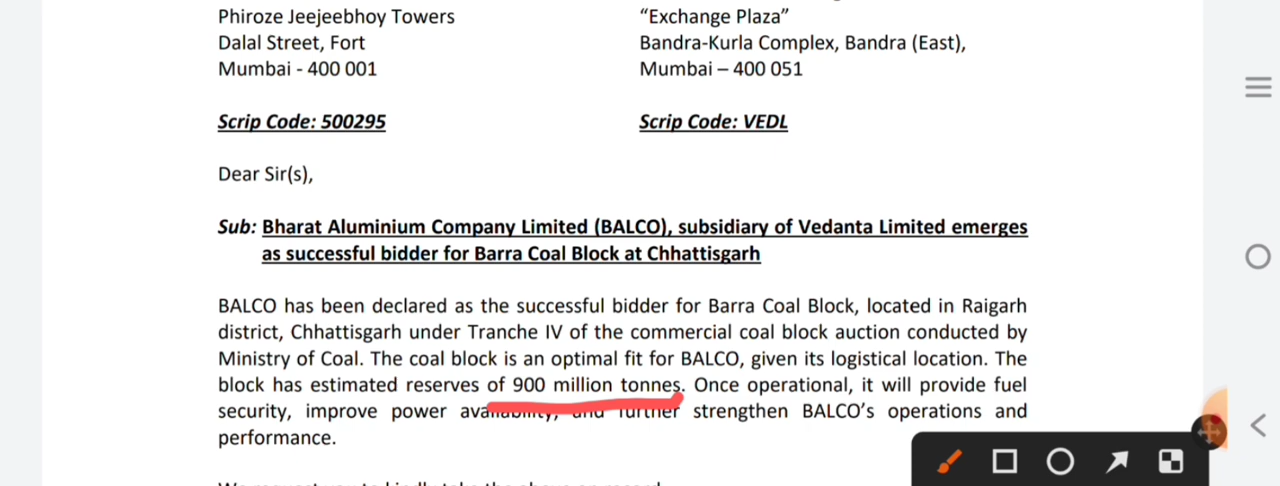 Phiroze Jeejeebhoy Towers
Dalal Street, Fort
Mumbai - 400 001
Scrip Code: 500295
“Exchange Plaza”
Bandra-Kurla Complex, Bandra (East),
Mumbai – 400 051
Scrip Code: VEDL
Dear Sir(s),
Sub: Bharat Aluminium Company Limited (BALCO), subsidiary of Vedanta Limited emerges
as successful bidder for Barra Coal Block at Chhattisgarh
BALCO has been declared as the successful bidder for Barra Coal Block, located in Raigarh
district, Chhattisgarh under Tranche IV of the commercial coal block auction conducted by
Ministry of Coal. The coal block is an optimal fit for BALCO, given its logistical location. The
block has estimated reserves of 900 million tonnes. Once operational, it will provide fuel
security, improve power availability, and further strengthen BALCO’s operations and
performance.